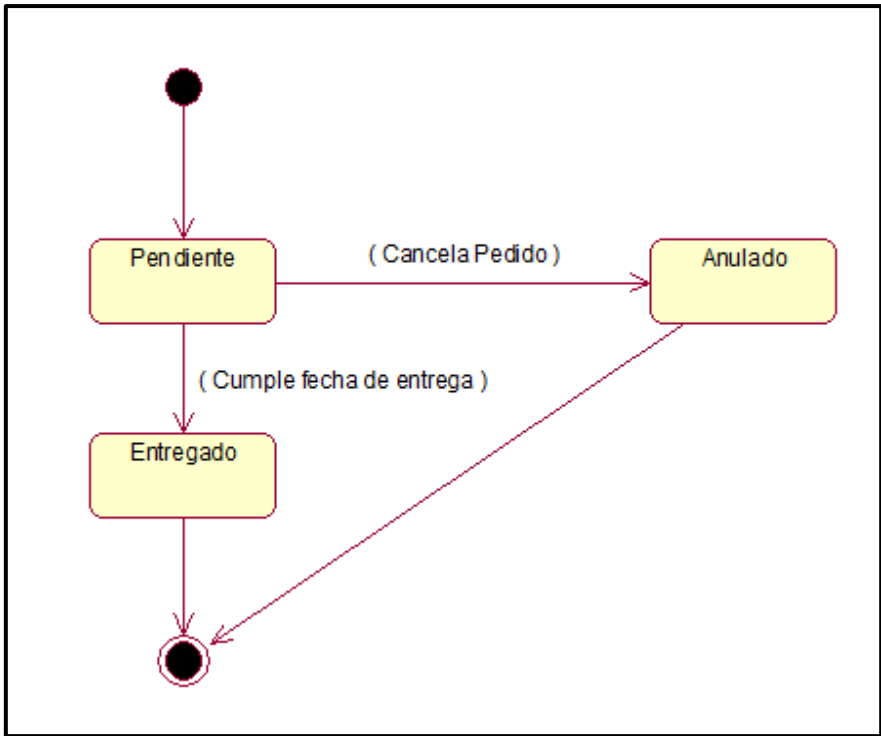 Pendiente
( Cancela Pedido )
Anulado
( Cumple fecha de entrega )
Entregado